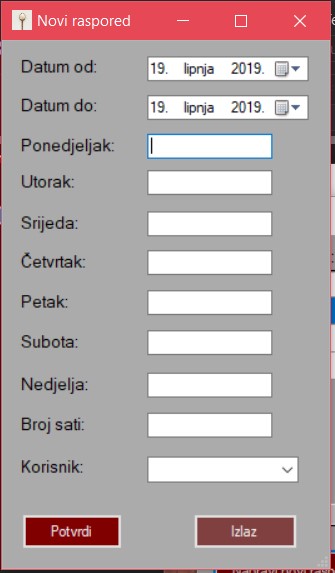 Novi raspored
Datum od: 19. lipnja 2019.
Datum do: 19. lipnja 2019.
Ponedjeljak:
Utorak:
Srijeda:
Četvrtak:
Petak:
Subota:
Nedjelja:
Broj sati:
Korisnik:
Potvrdi Izlaz